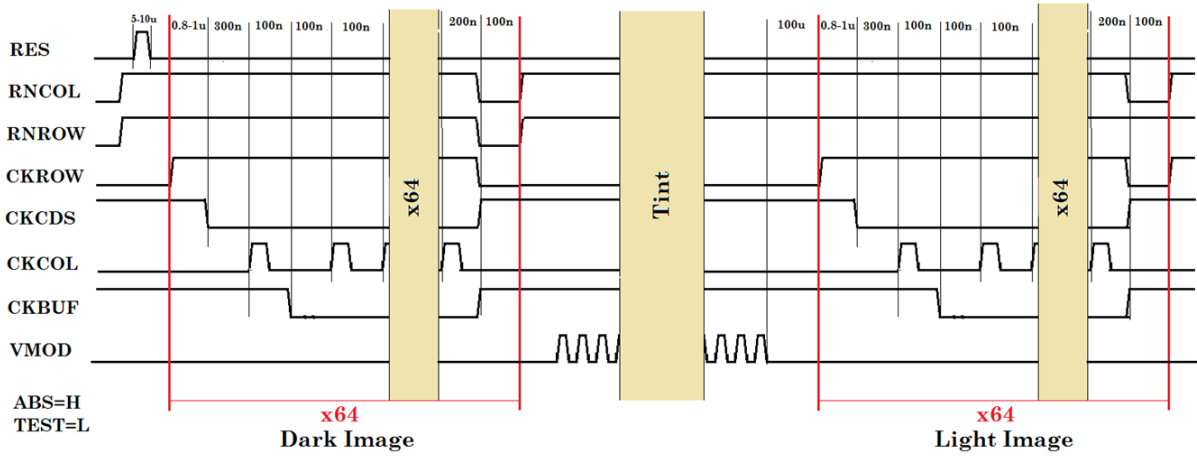 5-10u 0.8-1u 300n 100n 100n 100n 200n 100n 100u 0.8-1u 300n 100n 100n 100n 200n 100n
RES
RNCOL
RNROW
CKROW
x64 Tint x64
CKCDS
CKCOL
CKBUF
VMOD
ABS=H
x64 x64
TEST=L
Dark Image Light Image